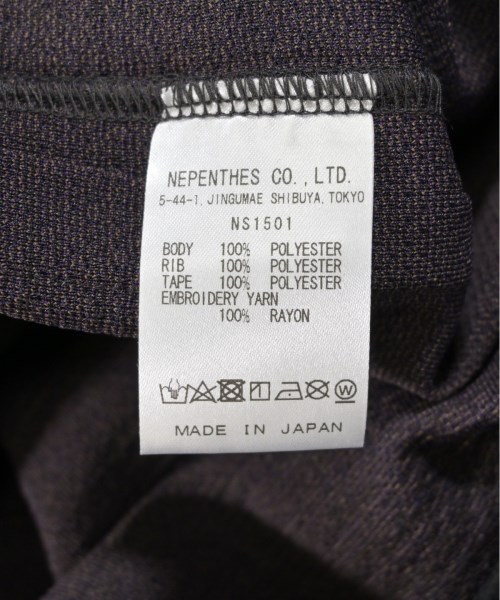 NEPENTHES CO.,LTD.
5-44-1, JINGUMAE SHIBUYA, TOKYO
NS1501
BODY 100% POLYESTER
RIB 100% POLYESTER
TAPE 100% POLYESTER
EMBROIDERY YARN
100% RAYON
W
MADE IN JAPAN